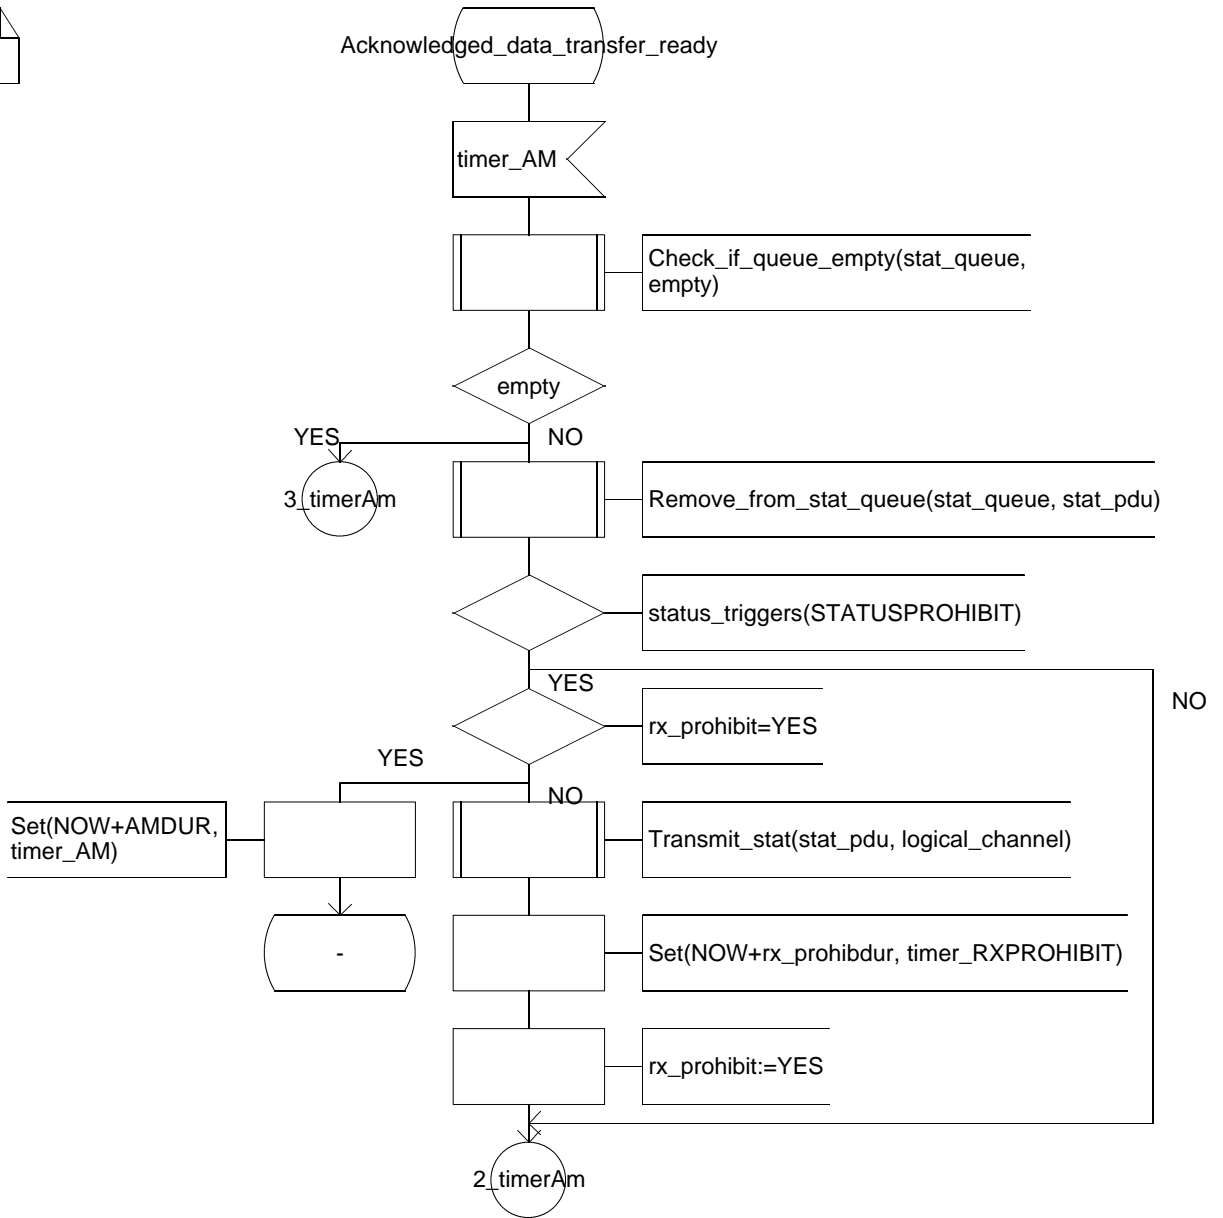 Acknowledged_data_transfer_ready
timer_AM
Check_if_queue_empty(stat_queue,
empty)
empty
YES
NO
3_timerAm
Remove_from_stat_queue(stat_queue, stat_pdu)
status_triggers(STATUSPROHIBIT)
YES
NO
rx_prohibit=YES
YES
NO
Set(NOW+AMDUR,
timer_AM)
Transmit_stat(stat_pdu, logical_channel)
-
Set(NOW+rx_prohibdur, timer_RXPROHIBIT)
rx_prohibit:=YES
2_timerAm